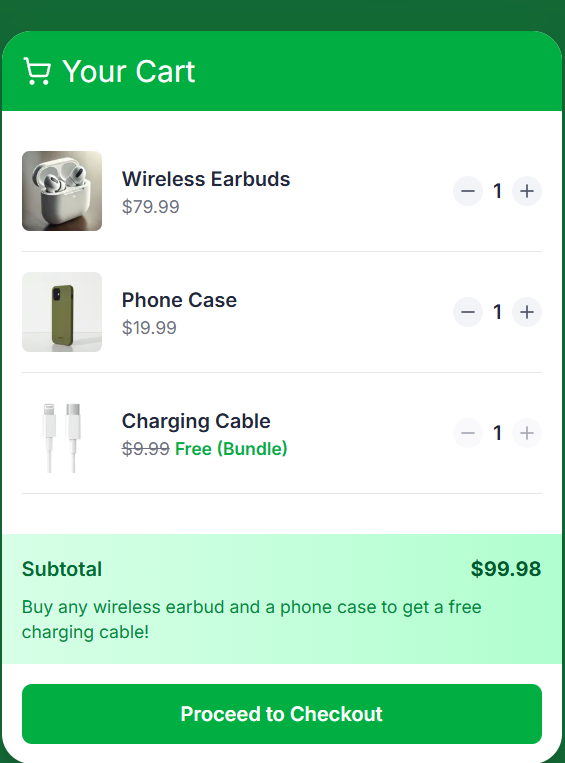 Your Cart
Wireless Earbuds
$79.99
1
Phone Case
$19.99
1
Charging Cable
$9.99 Free (Bundle)
1
Subtotal
$99.98
Buy any wireless earbud and a phone case to get a free
charging cable!
Proceed to Checkout